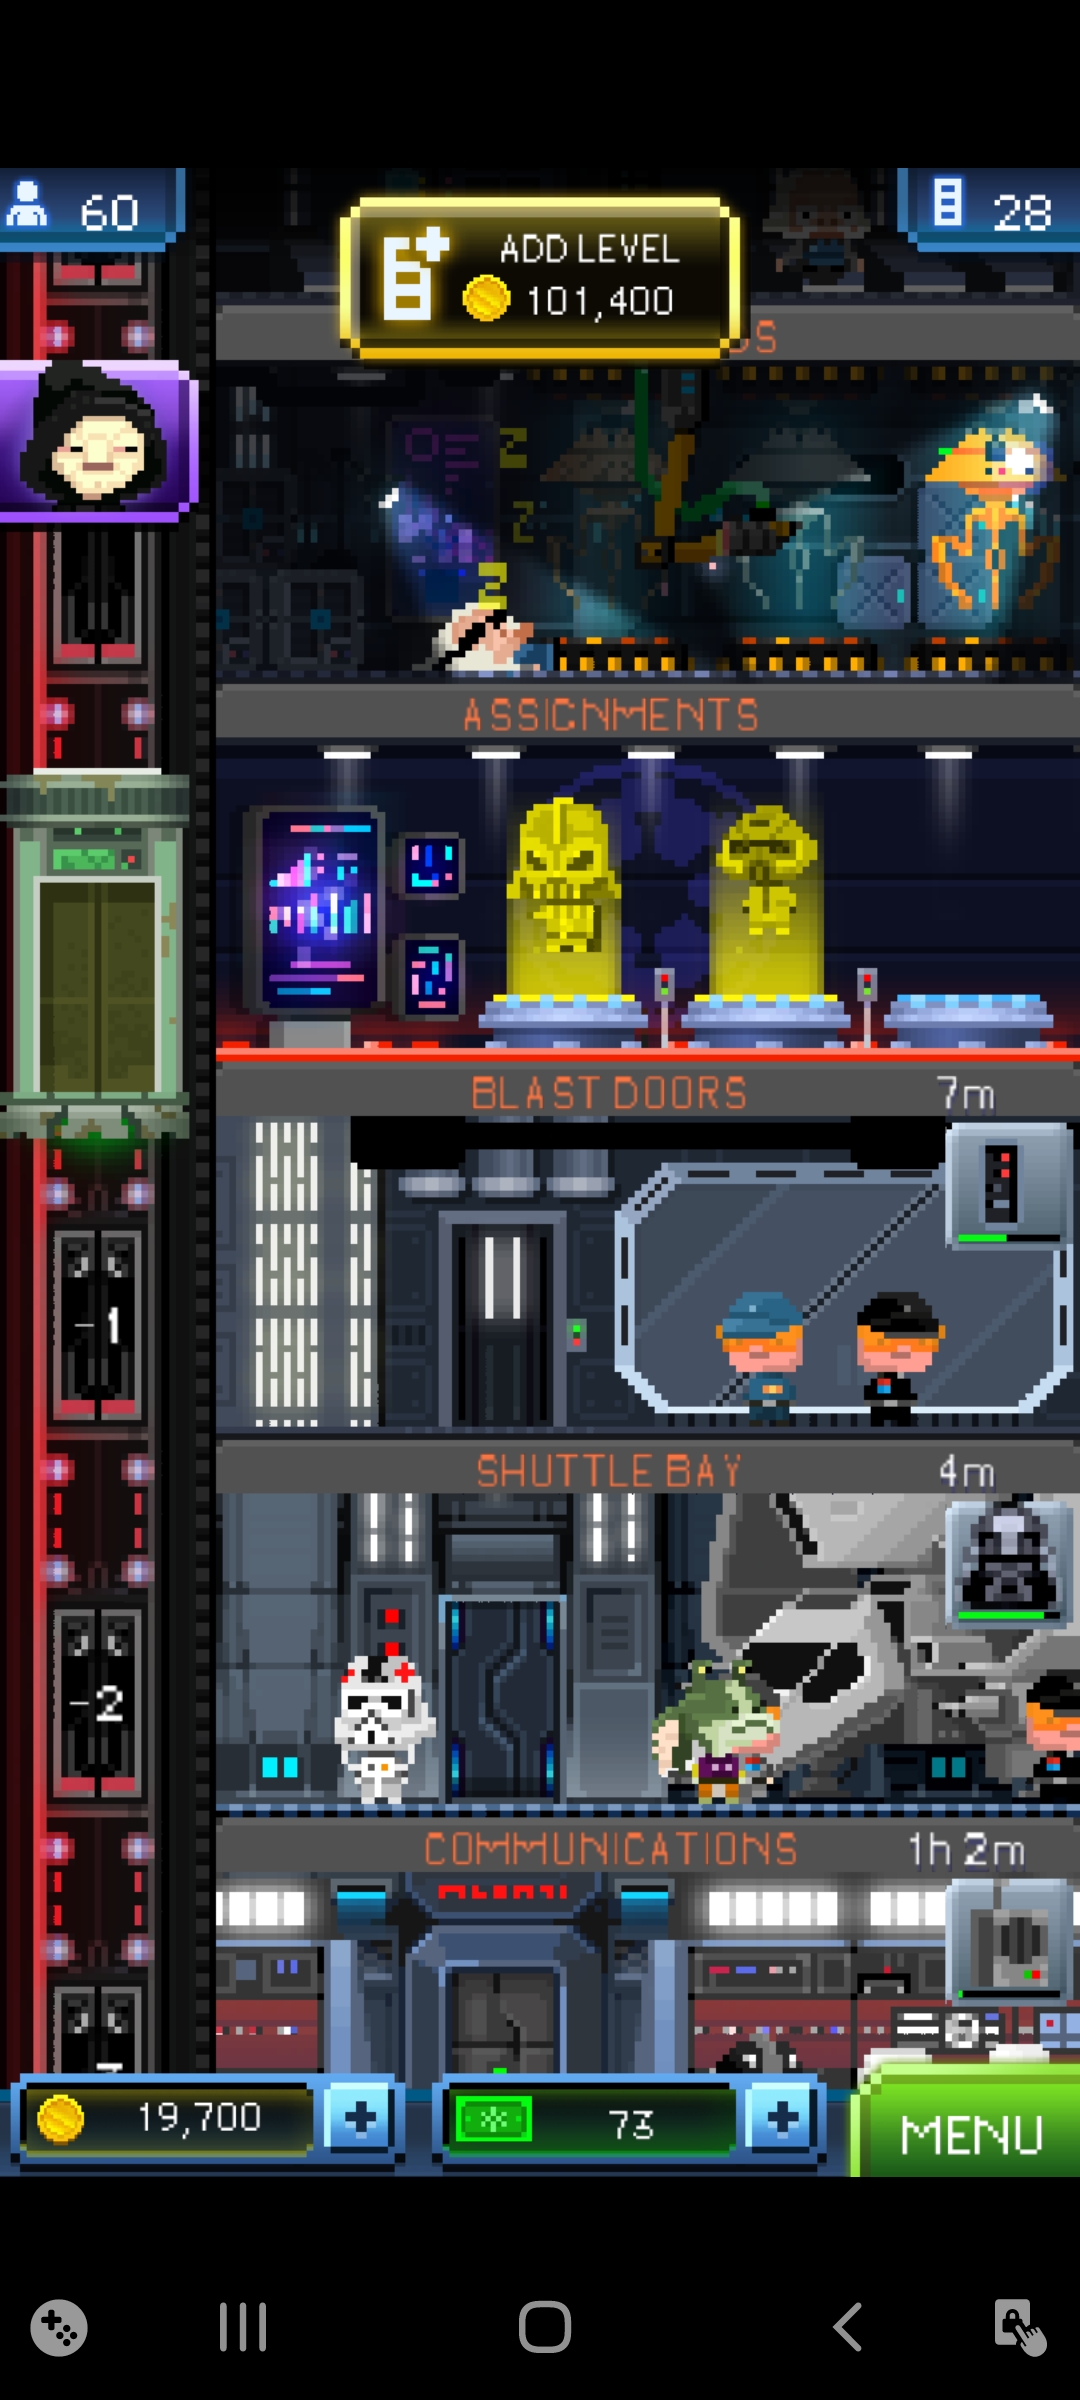 60
28
ADD LEVEL
101,400
DS
Z
Z
Z
ASSIGNMENTS
BLAST DOORS 7m
-1
SHUTTLE BAY 4m
-2
COMMUNICATIONS 1h 2m
19,700 +
73 +
MENU